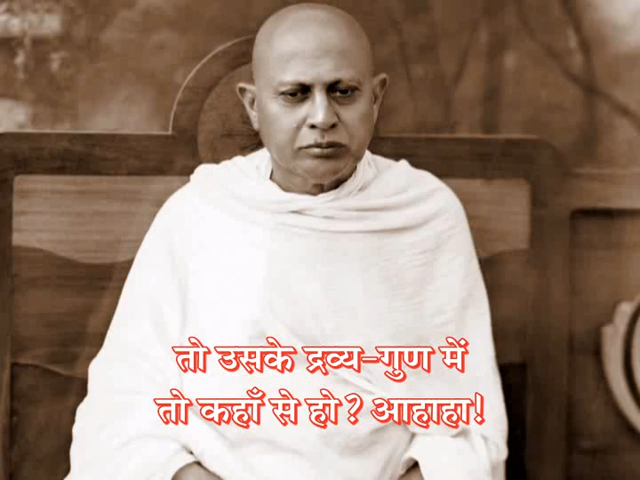 तो उसके द्रव्य-गुण में
तो कहाँ से हो? आहाहा!